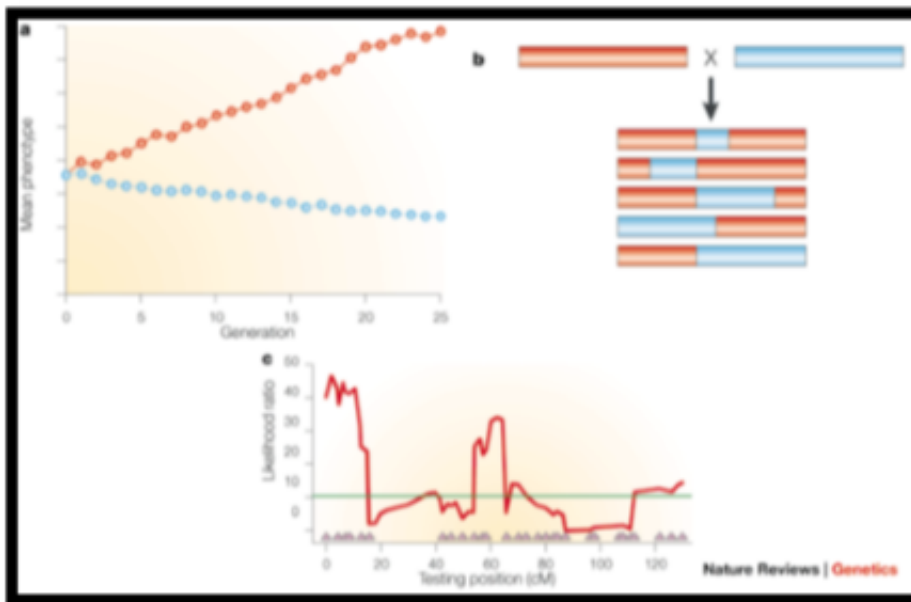 a
Mean phenotype
0 5 10 15 20 25
Generation
b
X
c
50
40
30
20
10
0
Likelihood ratio
0 20 40 60 80 100 120
Testing position (cM)
Nature Reviews | Genetics